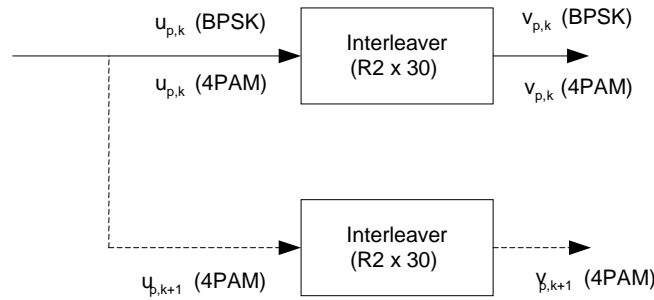 u_{p,k} (BPSK)
u_{p,k} (4PAM)
Interleaver
(R2 x 30)
v_{p,k} (BPSK)
v_{p,k} (4PAM)
u_{p,k+1} (4PAM)
Interleaver
(R2 x 30)
v_{p,k+1} (4PAM)